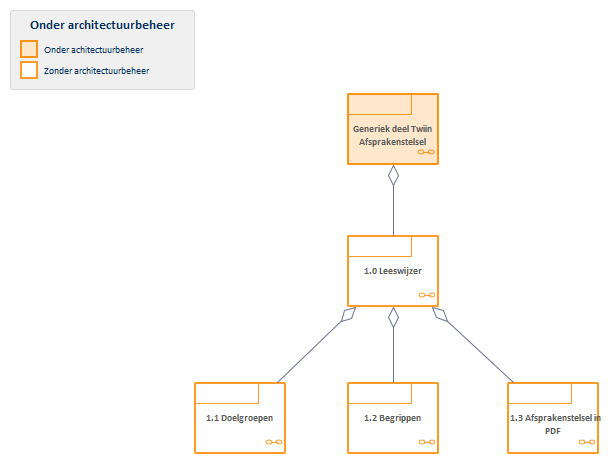 Onder architectuurbeheer
Onder achitectuurbeheer
Zonder architectuurbeheer
Generiek deel Twiin
Afsprakenstelsel
1.0 Leeswijzer
1.1 Doelgroepen
1.2 Begrippen
1.3 Afsprakenstelsel in
PDF